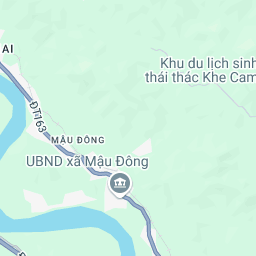 AI
Khu du lịch sinh
thái thác Khe Cam
ĐT163
MẬU ĐÔNG
UBND xã Mậu Đông